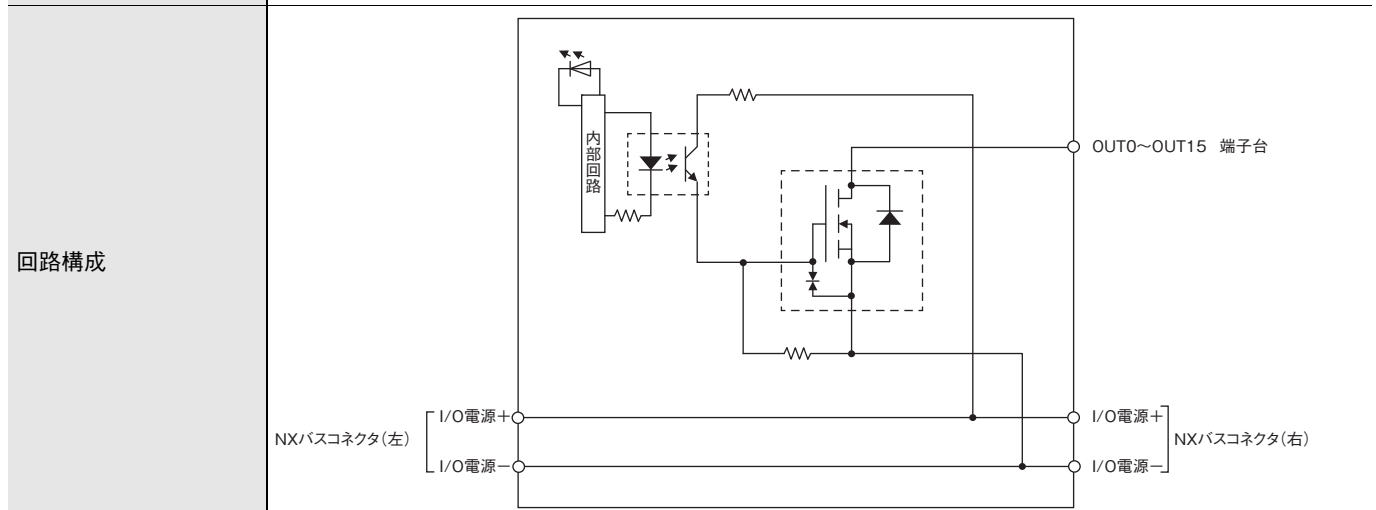 回路構成
内部回路
OUT0～OUT15 端子台
NXバスコネクタ(左)
I/O電源＋
I/O電源－
I/O電源＋
I/O電源－
NXバスコネクタ(右)